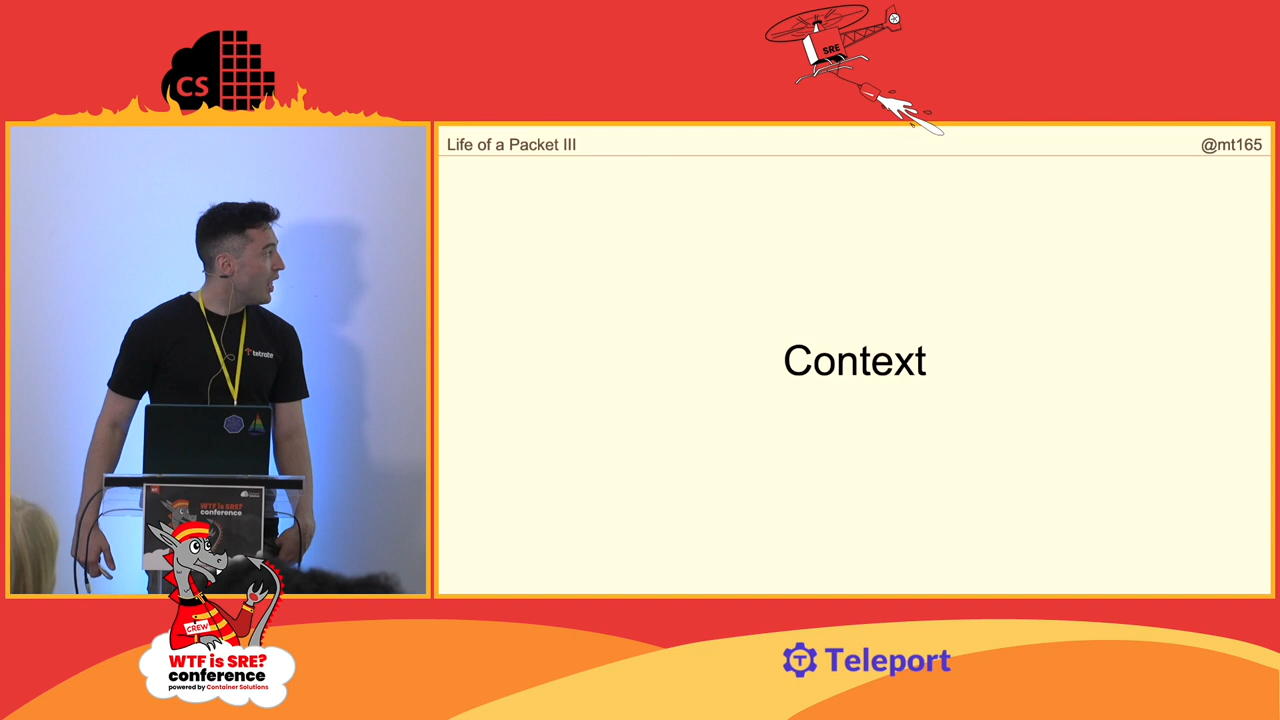 CS
SRE
Life of a Packet III
@mt165
Context
tetrate
WTF is SRE?
conference
CREW
WTF is SRE?
conference
powered by Container Solutions
Teleport